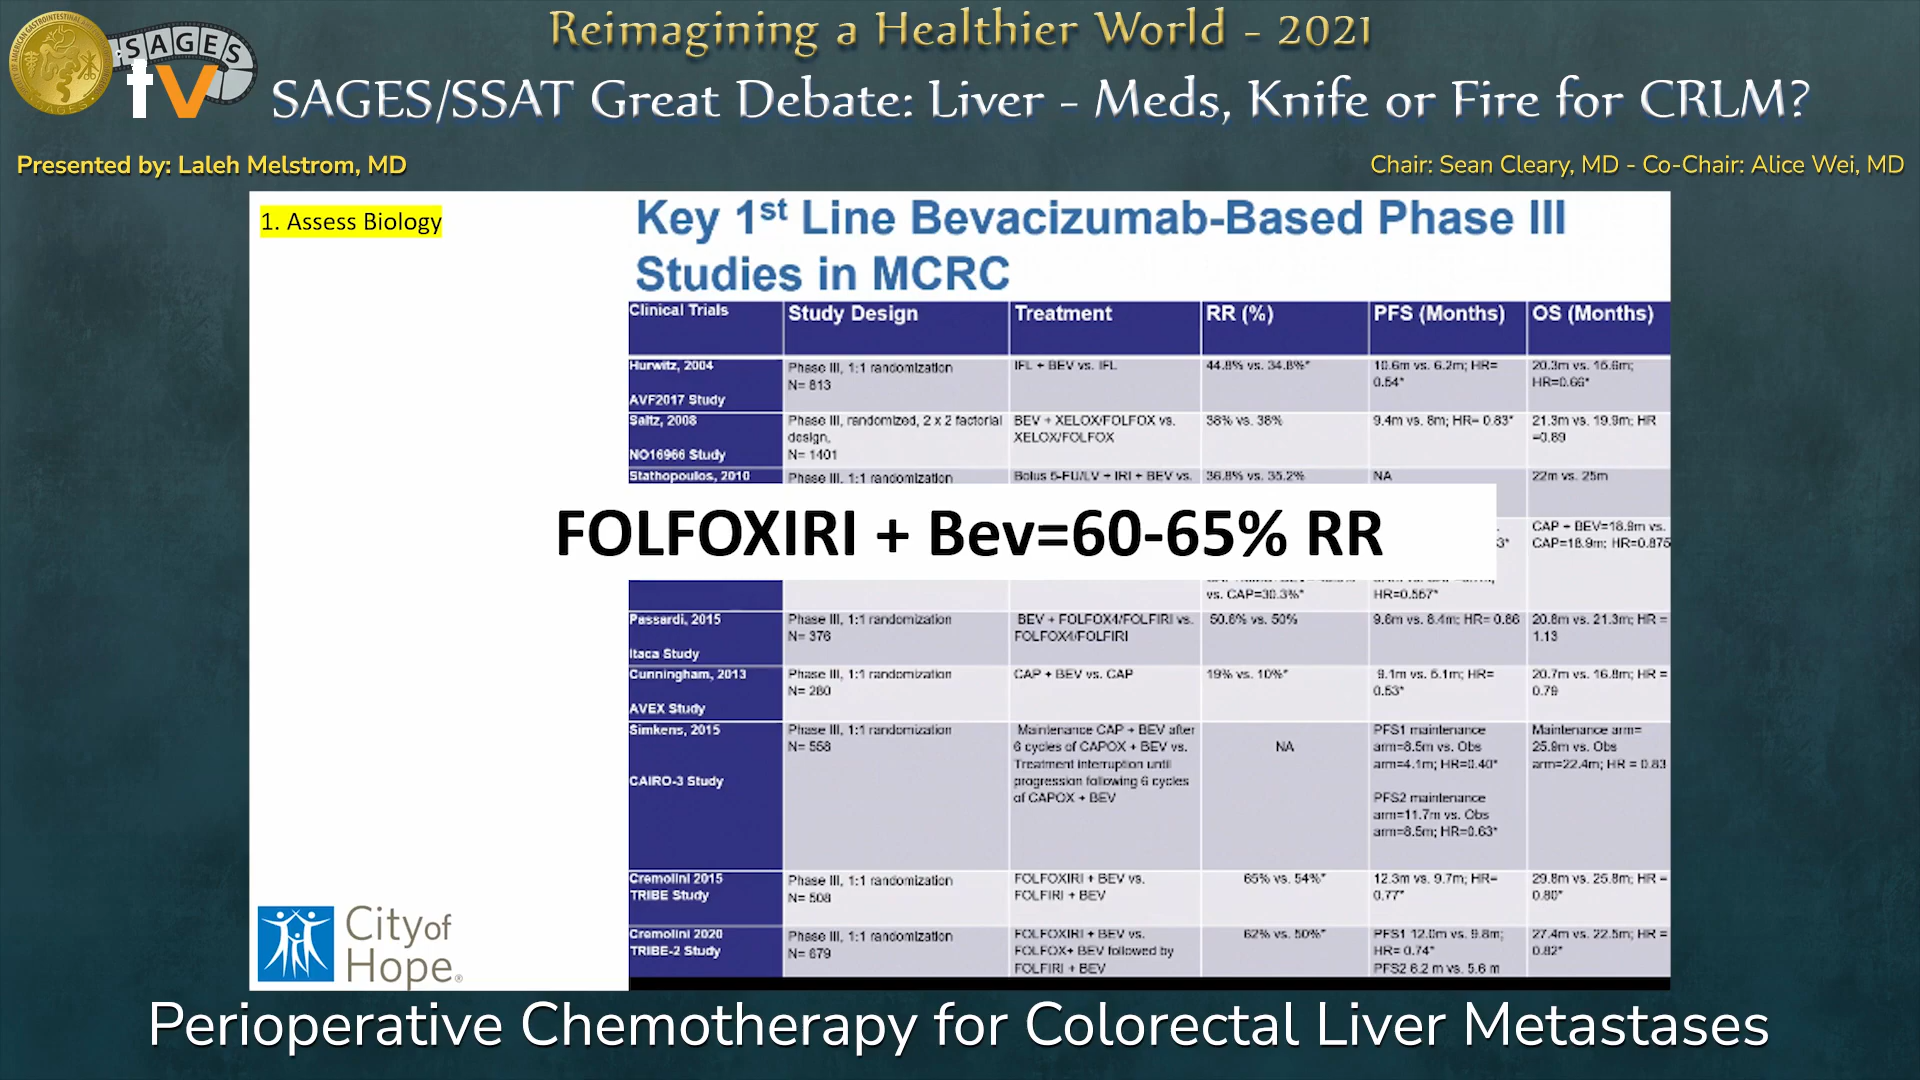 Reimagining a Healthier World - 2021
SAGES
tv
SAGES/SSAT Great Debate: Liver - Meds, Knife or Fire for CRLM?
Presented by: Laleh Melstrom, MD
Chair: Sean Cleary, MD - Co-Chair: Alice Wei, MD
1. Assess Biology
Key 1st Line Bevacizumab-Based Phase III
Studies in MCRC
Clinical Trials Study Design Treatment RR (%) PFS (Months) OS (Months)
Hurwitz, 2004
AVF2017 Study
Phase III, 1:1 randomization
N= 813
IFL + BEV vs. IFL
44.8% vs. 34.8%*
10.6m vs. 6.2m; HR=
0.54*
20.3m vs. 15.6m;
HR=0.66*
Saltz, 2008
NO16966 Study
Phase III, randomized, 2 x 2 factorial
design,
N= 1401
BEV + XELOX/FOLFOX vs.
XELOX/FOLFOX
38% vs. 38%
9.4m vs. 8m; HR= 0.83*
21.3m vs. 19.9m; HR
=0.89
Stathopoulos, 2010
Phase III, 1:1 randomization
Bolus 5-FU/LV + IRI + BEV vs.
36.8% vs. 35.2%
NA
22m vs. 25m
FOLFOXIRI + Bev=60-65% RR
3*
CAP + BEV=18.9m vs.
CAP=18.9m; HR=0.875
vs. CAP=30.3%*
HR=0.557*
Passardi, 2015
Itaca Study
Phase III, 1:1 randomization
N= 376
BEV + FOLFOX4/FOLFIRI vs.
FOLFOX4/FOLFIRI
50.6% vs. 50%
9.6m vs. 8.4m; HR= 0.86
20.8m vs. 21.3m; HR =
1.13
Cunningham, 2013
AVEX Study
Phase III, 1:1 randomization
N= 280
CAP + BEV vs. CAP
19% vs. 10%*
9.1m vs. 5.1m; HR=
0.53*
20.7m vs. 16.8m; HR =
0.79
Simkens, 2015
CAIRO-3 Study
Phase III, 1:1 randomization
N= 558
Maintenance CAP + BEV after
6 cycles of CAPOX + BEV vs.
Treatment interruption until
progression following 6 cycles
of CAPOX + BEV
NA
PFS1 maintenance
arm=8.5m vs. Obs
arm=4.1m; HR=0.40*
PFS2 maintenance
arm=11.7m vs. Obs
arm=8.5m; HR=0.63*
Maintenance arm=
25.9m vs. Obs
arm=22.4m; HR = 0.83
Cremolini 2015
TRIBE Study
Phase III, 1:1 randomization
N= 508
FOLFOXIRI + BEV vs.
FOLFIRI + BEV
65% vs. 54%*
12.3m vs. 9.7m; HR=
0.77*
29.8m vs. 25.8m; HR =
0.80*
Cremolini 2020
TRIBE-2 Study
Phase III, 1:1 randomization
N= 679
FOLFOXIRI + BEV vs.
FOLFOX+ BEV followed by
FOLFIRI + BEV
62% vs. 50%*
PFS1 12.0m vs. 9.8m;
HR= 0.74*
PFS2 6.2 m vs. 5.6 m
27.4m vs. 22.5m; HR =
0.82*
City of
Hope®
Perioperative Chemotherapy for Colorectal Liver Metastases